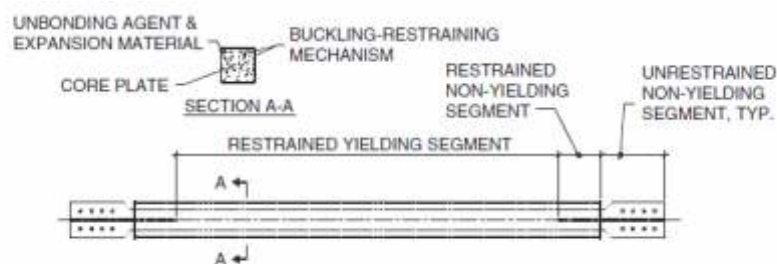 UNBONDING AGENT &
EXPANSION MATERIAL
BUCKLING-RESTRAINING
MECHANISM
CORE PLATE
SECTION A-A
RESTRAINED
NON-YIELDING
SEGMENT
UNRESTRAINED
NON-YIELDING
SEGMENT, TYP.
RESTRAINED YIELDING SEGMENT
A
A